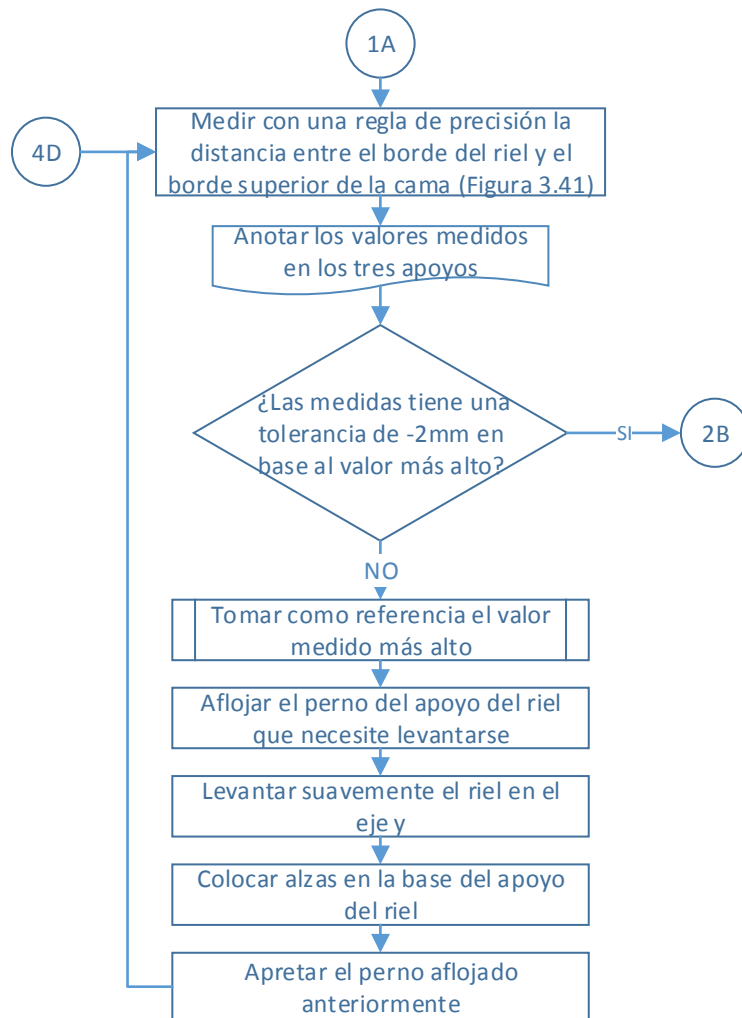 1A
4D
Medir con una regla de precisión la
distancia entre el borde del riel y el
borde superior de la cama (Figura 3.41)
Anotar los valores medidos
en los tres apoyos
¿Las medidas tiene una
tolerancia de -2mm en
base al valor más alto?
SI
2B
NO
Tomar como referencia el valor
medido más alto
Aflojar el perno del apoyo del riel
que necesite levantarse
Levantar suavemente el riel en el
eje y
Colocar alzas en la base del apoyo
del riel
Apretar el perno aflojado
anteriormente